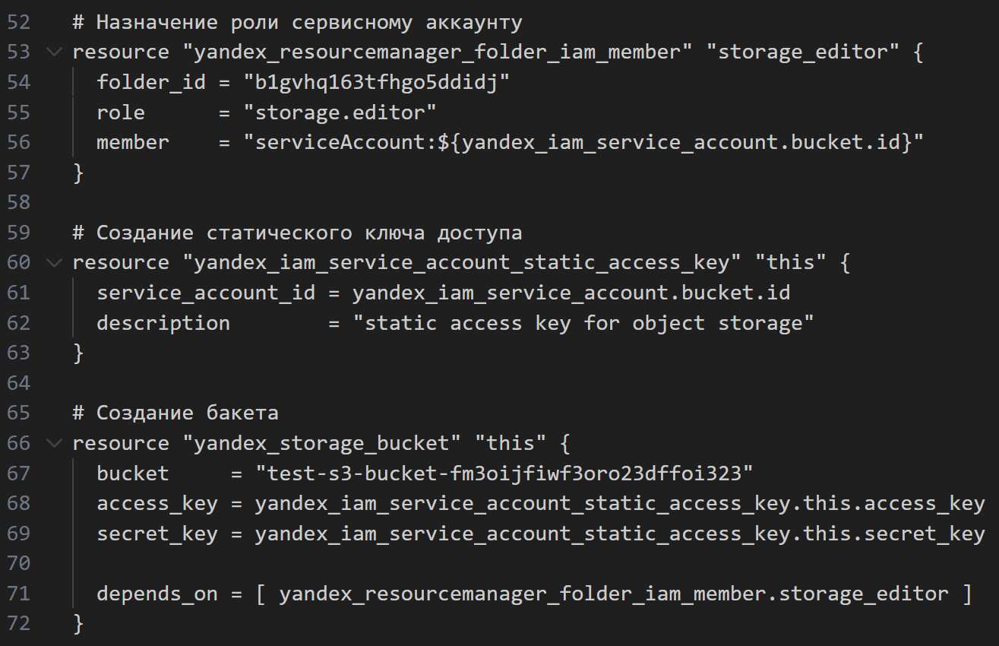 52 # Назначение роли сервисному аккаунту
53 resource "yandex_resourcemanager_folder_iam_member" "storage_editor" {
54 folder_id = "b1gvhq163tfhgo5ddidj"
55 role = "storage.editor"
56 member = "serviceAccount:${yandex_iam_service_account.bucket.id}"
57 }
58
59 # Создание статического ключа доступа
60 resource "yandex_iam_service_account_static_access_key" "this" {
61 service_account_id = yandex_iam_service_account.bucket.id
62 description = "static access key for object storage"
63 }
64
65 # Создание бакета
66 resource "yandex_storage_bucket" "this" {
67 bucket = "test-s3-bucket-fm3oijfiwf3oro23dffoi323"
68 access_key = yandex_iam_service_account_static_access_key.this.access_key
69 secret_key = yandex_iam_service_account_static_access_key.this.secret_key
70
71 depends_on = [ yandex_resourcemanager_folder_iam_member.storage_editor ]
72 }